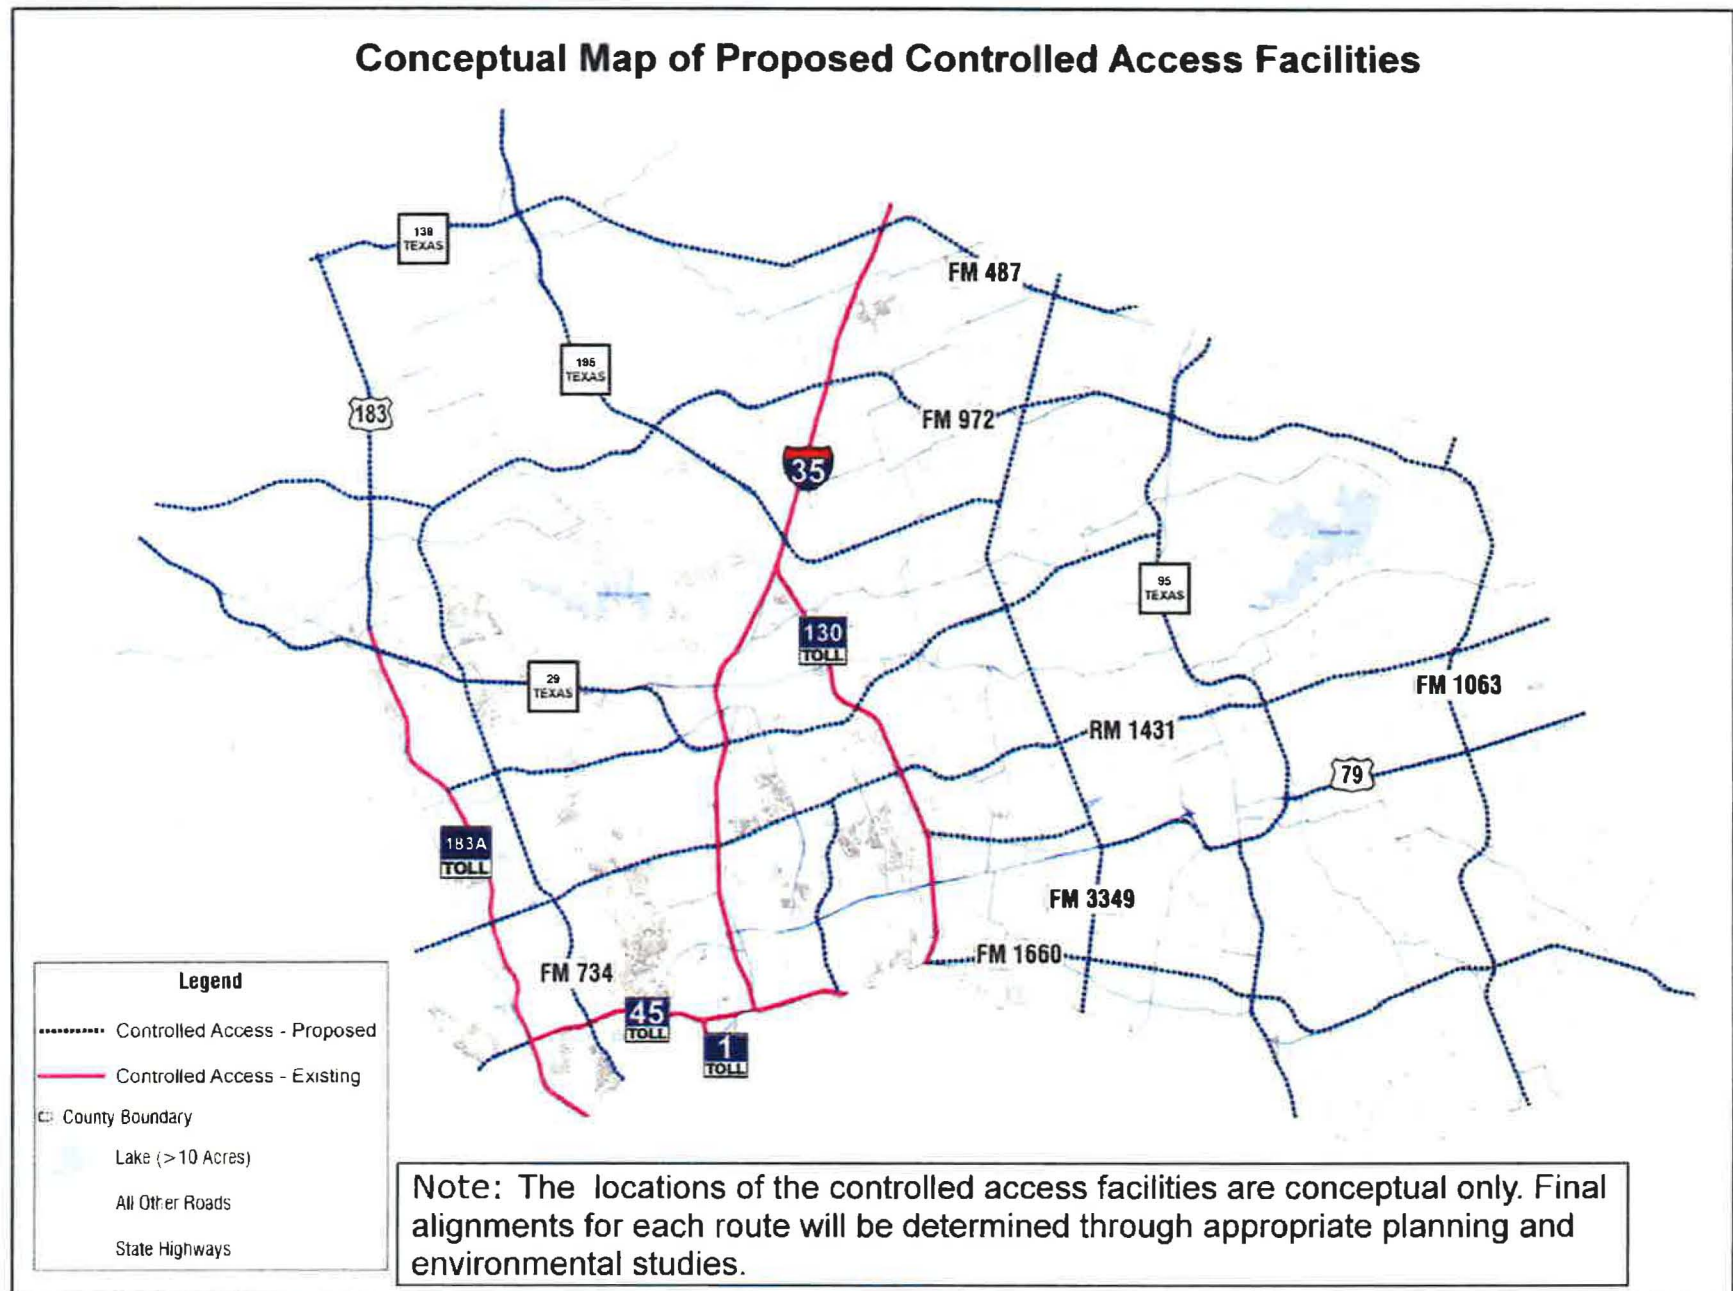 Conceptual Map of Proposed Controlled Access Facilities
138
TEXAS
FM 487
195
TEXAS
183
FM 972
35
95
TEXAS
130
TOLL
29
TEXAS
FM 1063
RM 1431
79
183A
TOLL
FM 3349
FM 1660
FM 734
45
TOLL
1
TOLL
Legend
Controlled Access - Proposed
Controlled Access - Existing
County Boundary
Lake (>10 Acres)
All Other Roads
State Highways
Note: The locations of the controlled access facilities are conceptual only. Final
alignments for each route will be determined through appropriate planning and
environmental studies.